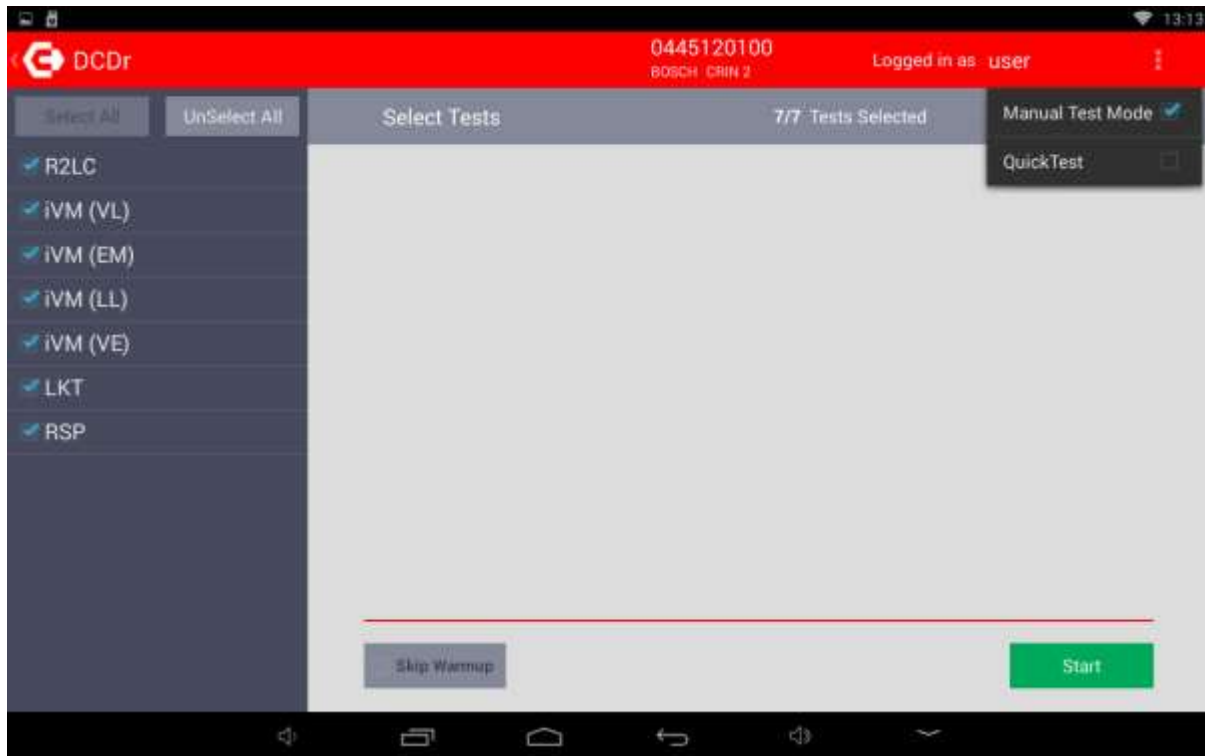 13:13
DCDr
0445120100
BOSCH CRIN 2
Logged in as user
Select All
UnSelect All
Select Tests
7/7 Tests Selected
Manual Test Mode
QuickTest
R2LC
iVM (VL)
iVM (EM)
iVM (LL)
iVM (VE)
LKT
RSP
Skip Warmup
Start